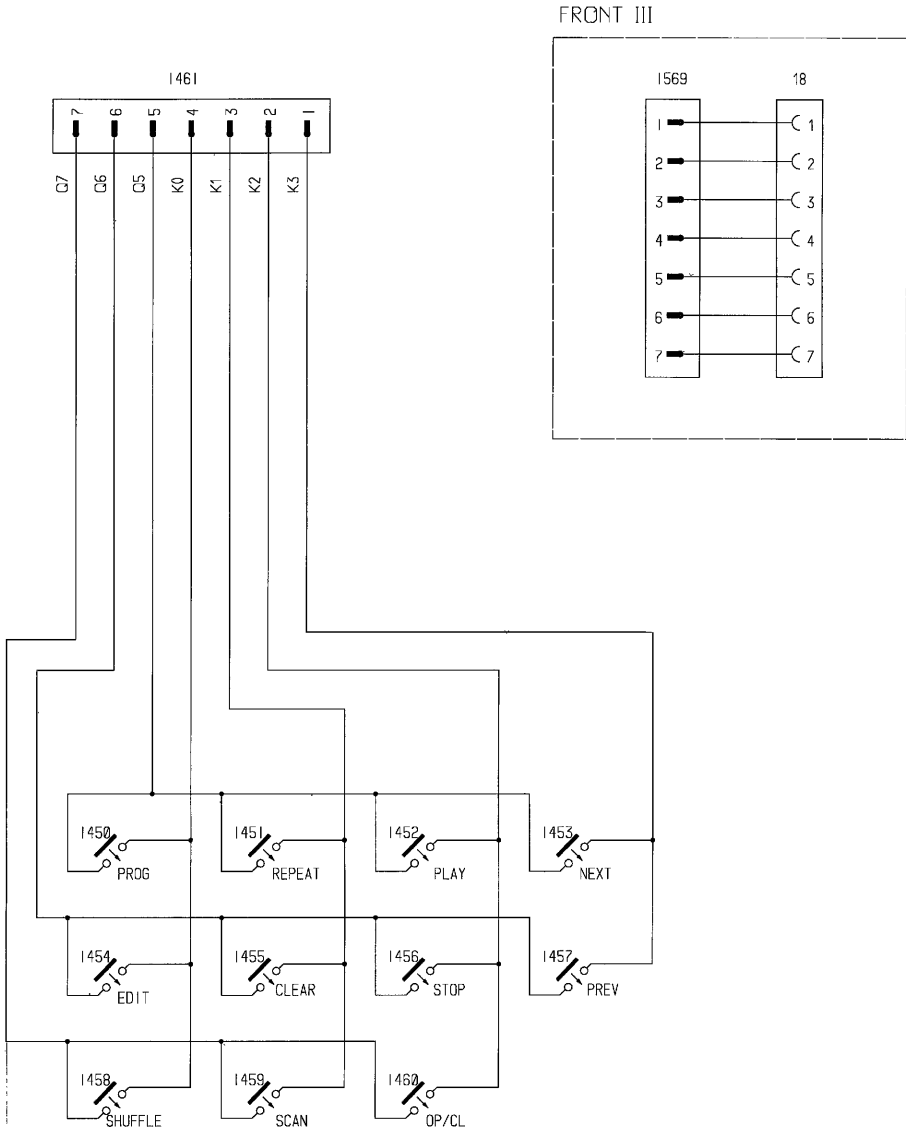 FRONT III
1461
1569 18
7 6 5 4 3 2 1
Q7 Q6 Q5 K0 K1 K2 K3
1 1
2 2
3 3
4 4
5 5
6 6
7 7
1450 1451 1452 1453
PROG REPEAT PLAY NEXT
1454 1455 1456 1457
EDIT CLEAR STOP PREV
1458 1459 1460
SHUFFLE SCAN OP/CL